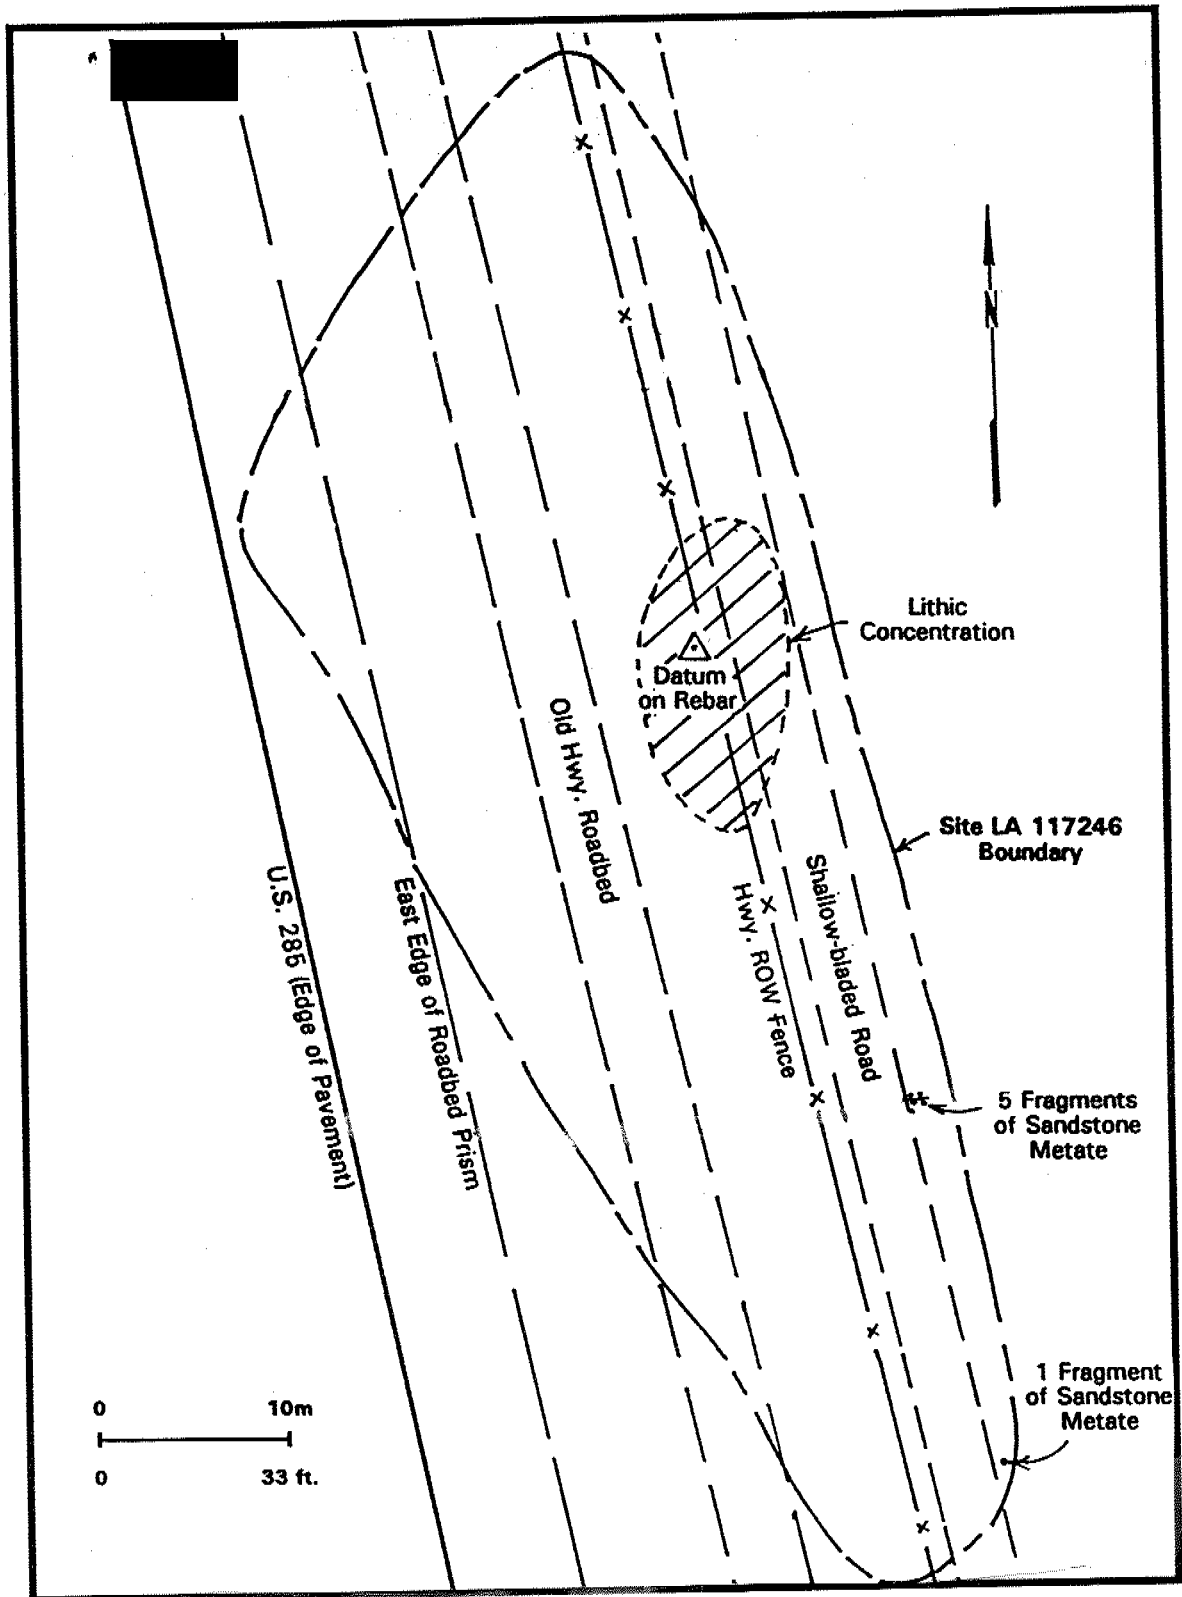 N
Lithic
Concentration
Datum
on Rebar
Old Hwy. Roadbed
Site LA 117246
Boundary
U.S. 285 (Edge of Pavement)
East Edge of Roadbed Prism
Hwy. ROW Fence
Shallow-bladed Road
5 Fragments
of Sandstone
Metate
1 Fragment
of Sandstone
Metate
0 10m
0 33 ft.